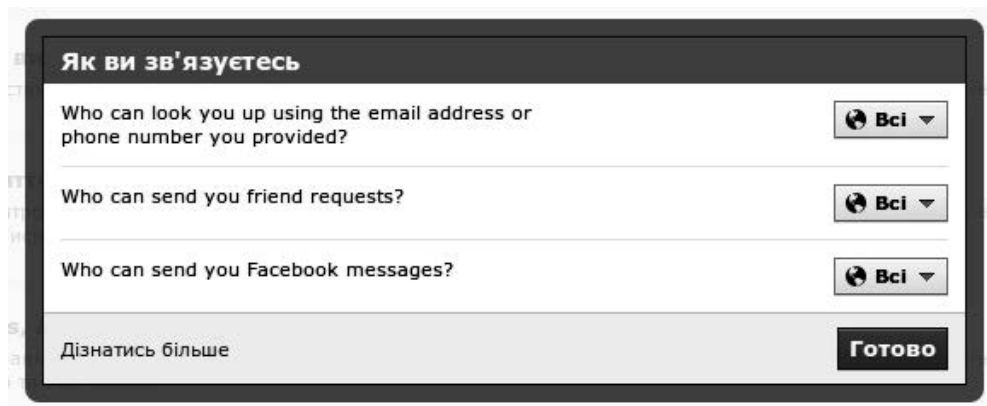 Як ви зв'язуєтесь
Who can look you up using the email address or
phone number you provided?
Всі
Who can send you friend requests?
Всі
Who can send you Facebook messages?
Всі
Дізнатись більше
Готово